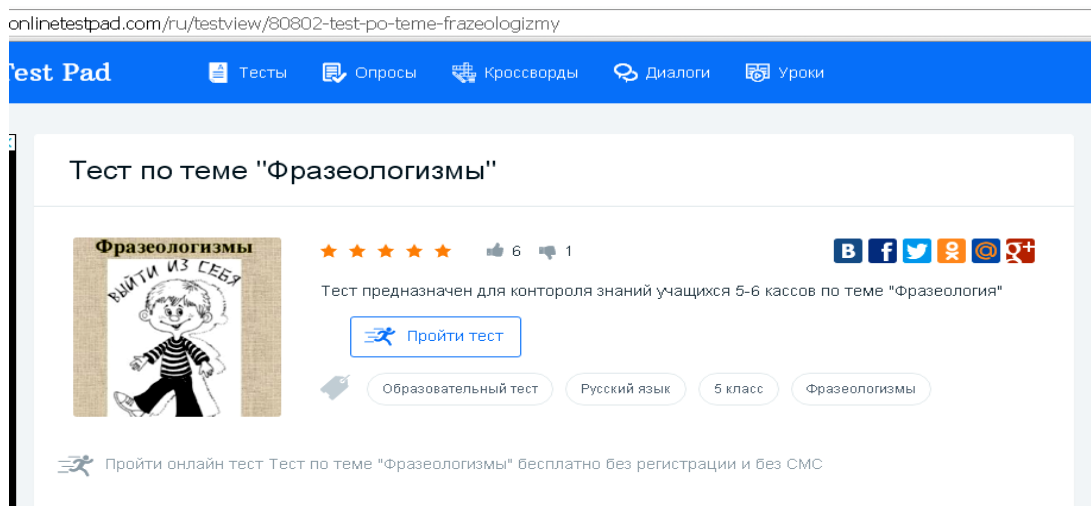 onlinetestpad.com/ru/testview/80802-test-po-teme-frazeologizmy
Test Pad
Тесты
Опросы
Кроссворды
Диалоги
Уроки
Тест по теме "Фразеологизмы"
Фразеологизмы
ВЫЙТИ ИЗ СЕБЯ
6
1
Тест предназначен для контороля знаний учащихся 5-6 кассов по теме "Фразеология"
Пройти тест
Образовательный тест
Русский язык
5 класс
Фразеологизмы
Пройти онлайн тест Тест по теме "Фразеологизмы" бесплатно без регистрации и без СМС